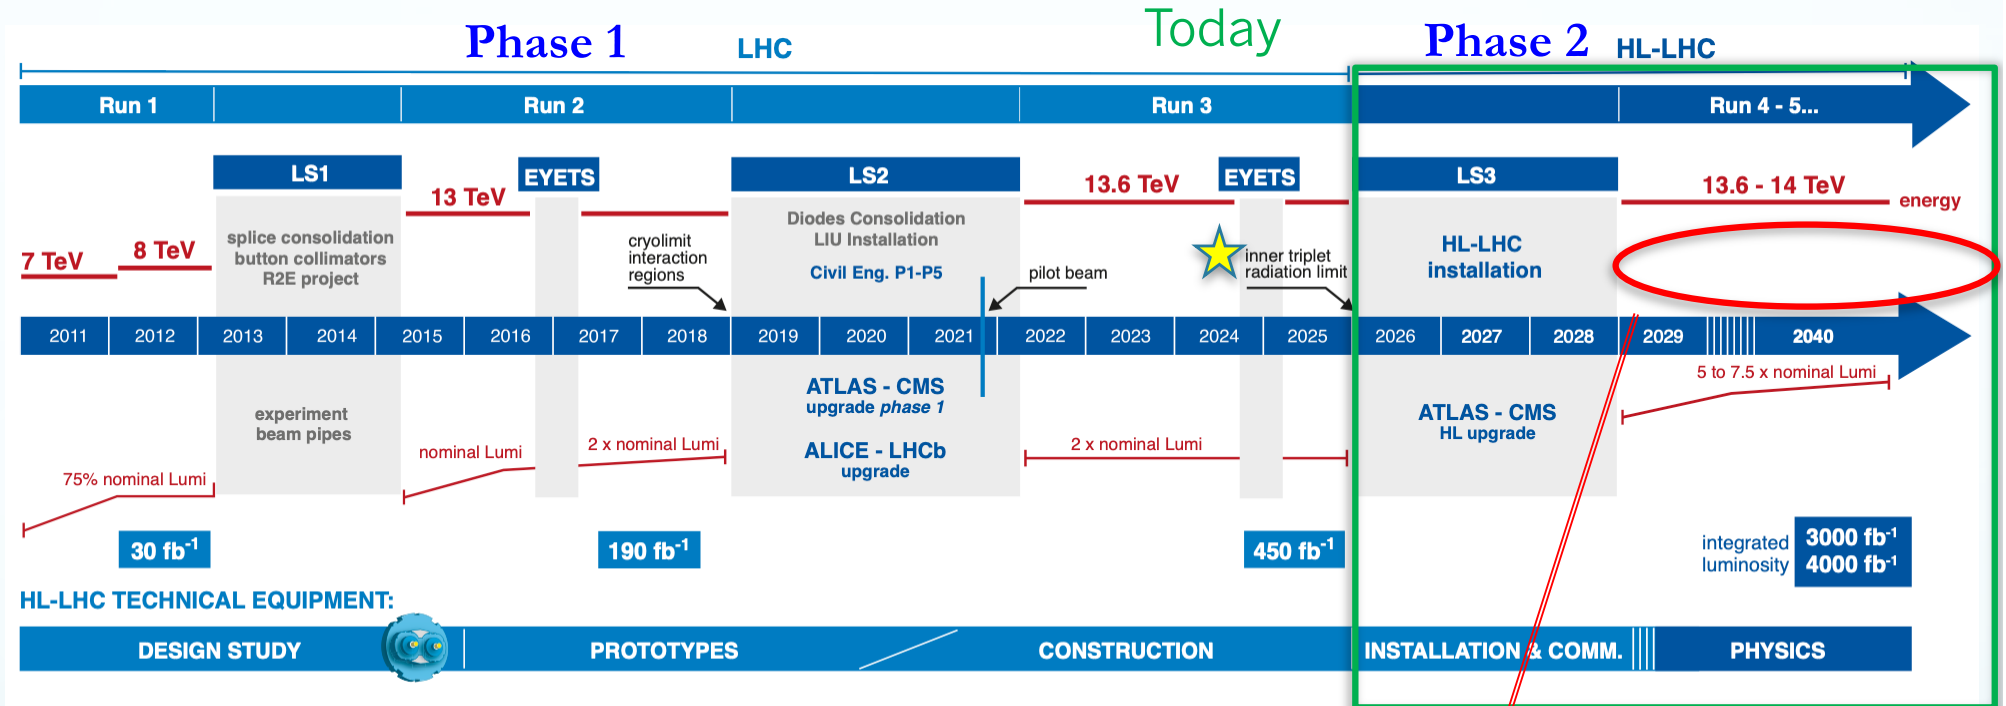 Phase 1
LHC
Today
Phase 2
HL-LHC
Run 1
Run 2
Run 3
Run 4 - 5...
LS1
EYETS
LS2
EYETS
LS3
13 TeV
13.6 TeV
13.6 - 14 TeV
energy
7 TeV
8 TeV
splice consolidation
button collimators
R2E project
cryolimit
interaction
regions
Diodes Consolidation
LIU Installation
Civil Eng. P1-P5
pilot beam
inner triplet
radiation limit
HL-LHC
installation
2011
2012
2013
2014
2015
2016
2017
2018
2019
2020
2021
2022
2023
2024
2025
2026
2027
2028
2029
2040
experiment
beam pipes
ATLAS - CMS
upgrade phase 1
ALICE - LHCb
upgrade
ATLAS - CMS
HL upgrade
5 to 7.5 x nominal Lumi
75% nominal Lumi
nominal Lumi
2 x nominal Lumi
2 x nominal Lumi
30 fb⁻¹
190 fb⁻¹
450 fb⁻¹
integrated
luminosity
3000 fb⁻¹
4000 fb⁻¹
HL-LHC TECHNICAL EQUIPMENT:
DESIGN STUDY
PROTOTYPES
CONSTRUCTION
INSTALLATION & COMM.
PHYSICS